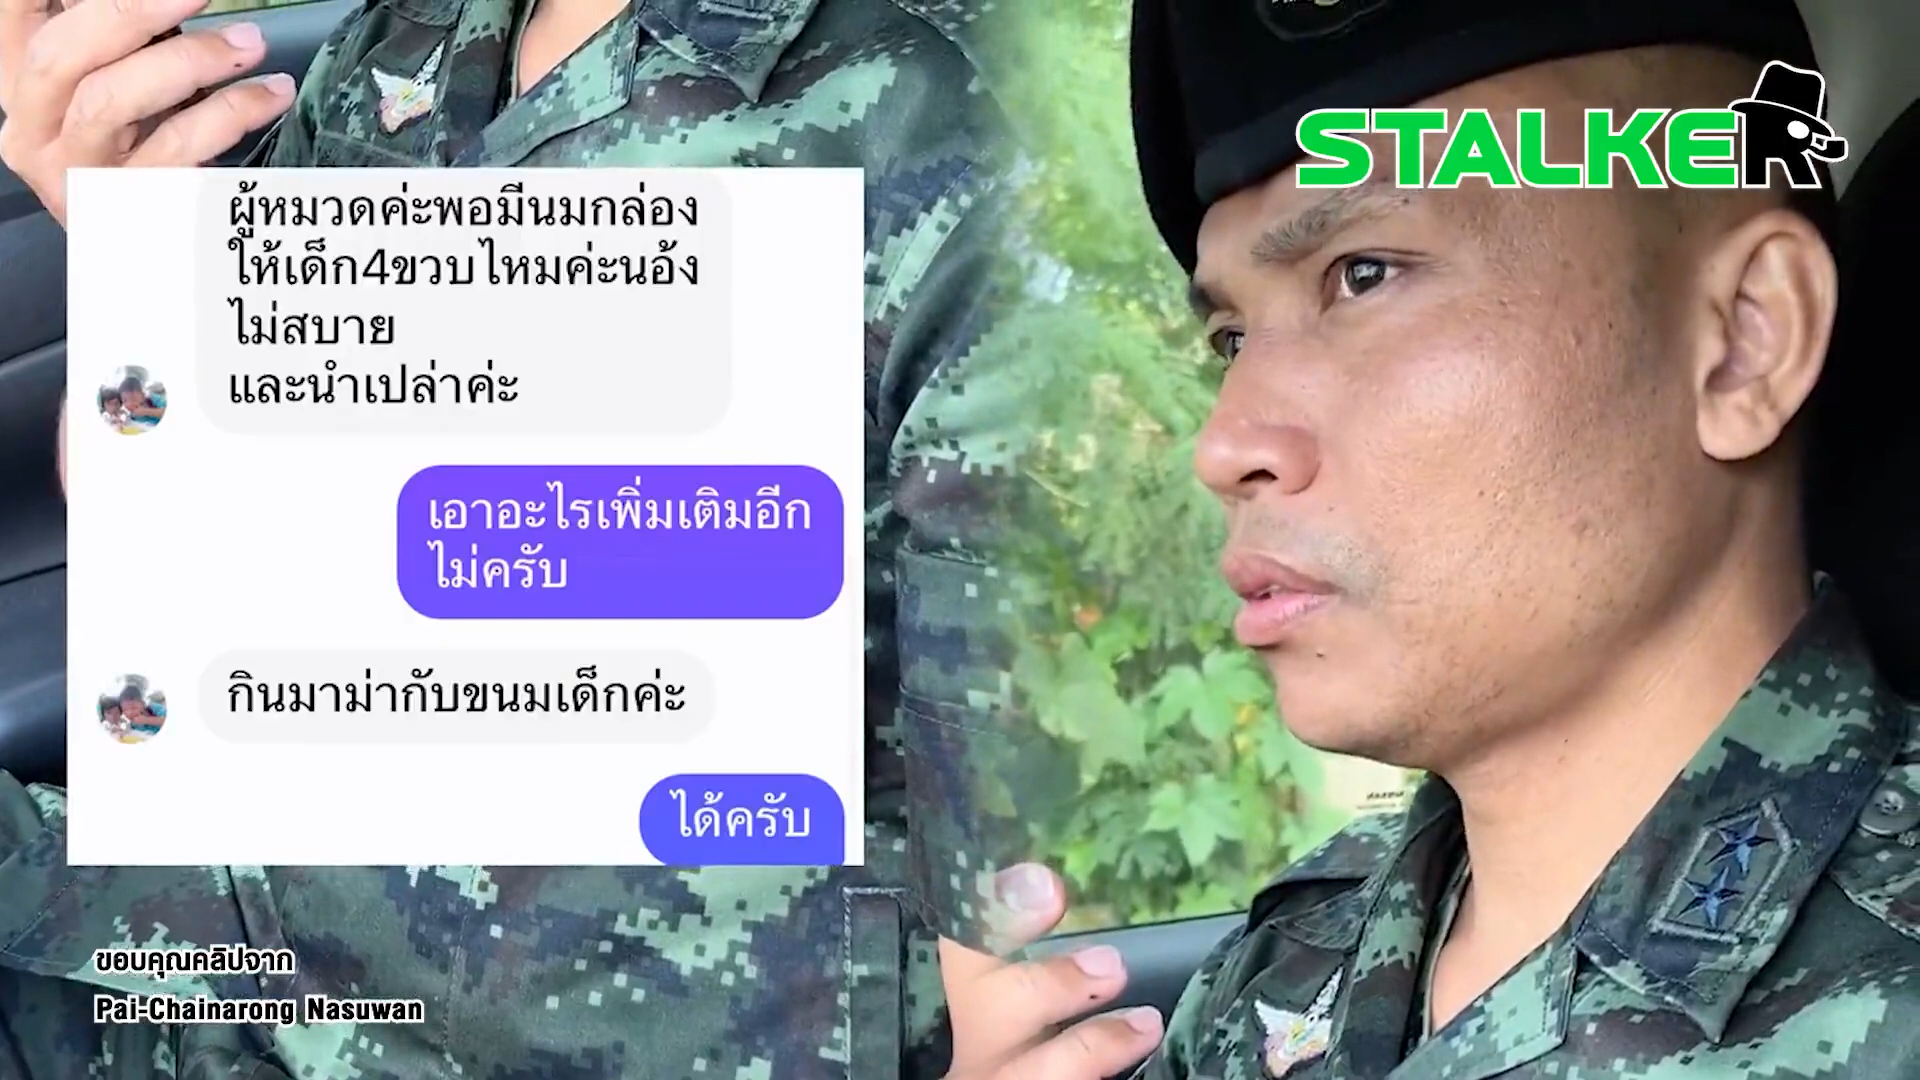 STALKER
ผู้หมวดค่ะพอมีนมกล่อง
ให้เด็ก4ขวบไหมค่ะนอ้ง
ไม่สบาย
และนำเปล่าค่ะ
เอาอะไรเพิ่มเติมอีก
ไม่ครับ
กินมาม่ากับขนมเด็กค่ะ
ได้ครับ
ขอบคุณคลิปจาก
Pai-Chainarong Nasuwan